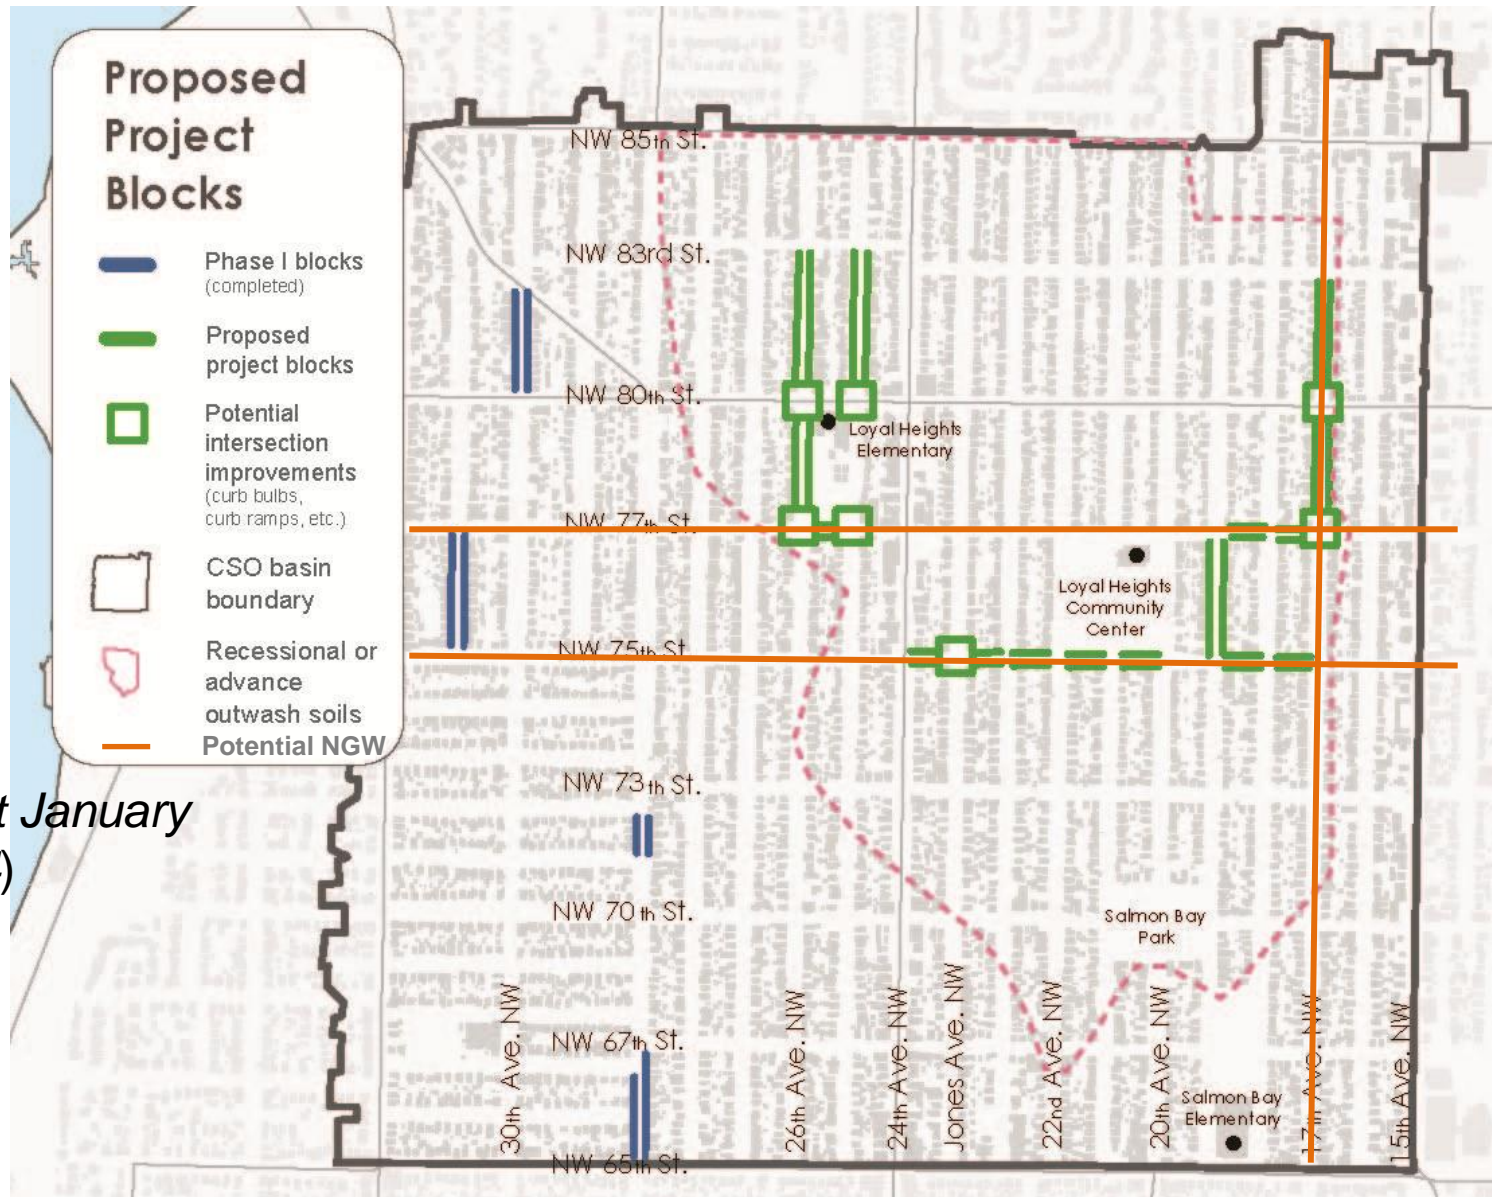 Proposed
Project
Blocks
Phase I blocks
(completed)
Proposed
project blocks
Potential
intersection
improvements
(curb bulbs,
curb ramps, etc.)
CSO basin
boundary
Recessional or
advance
outwash soils
Potential NGW
t January
)
NW 85th St.
NW 83rd St.
NW 80th St.
Loyal Heights
Elementary
NW 77th St.
Loyal Heights
Community
Center
NW 75th St.
NW 73rd St.
NW 70th St.
Salmon Bay
Park
NW 67th St.
Salmon Bay
Elementary
NW 65th St.
30th Ave. NW
26th Ave. NW
24th Ave. NW
Jones Ave. NW
22nd Ave. NW
20th Ave. NW
17th Ave. NW
15th Ave. NW